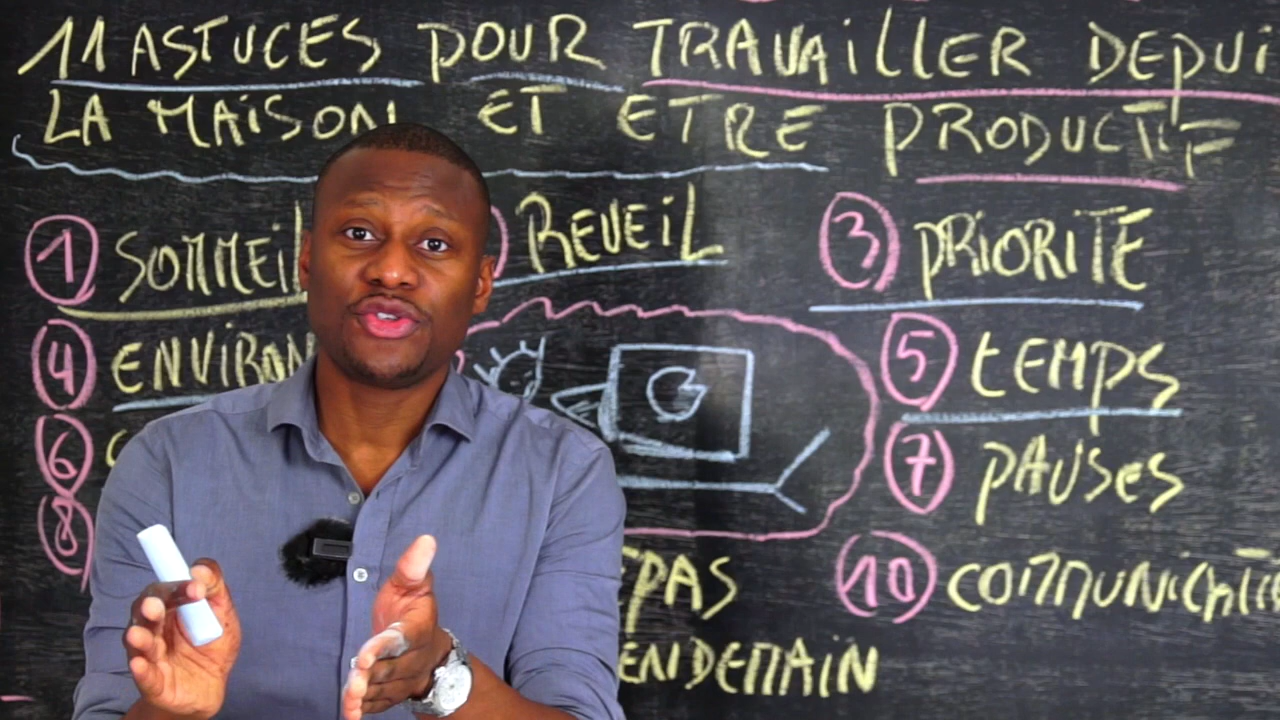 11 ASTUCES POUR TRAVAILLER DEPUI
LA MAISON ET ETRE PRODUCTIF
1 SOMMEIL REVEIL 3 PRIORITE
4 ENVIRON 5 TEMPS
6 7 PAUSES
8 EPAS 10 COMMUNICATIO
ENDEMAIN